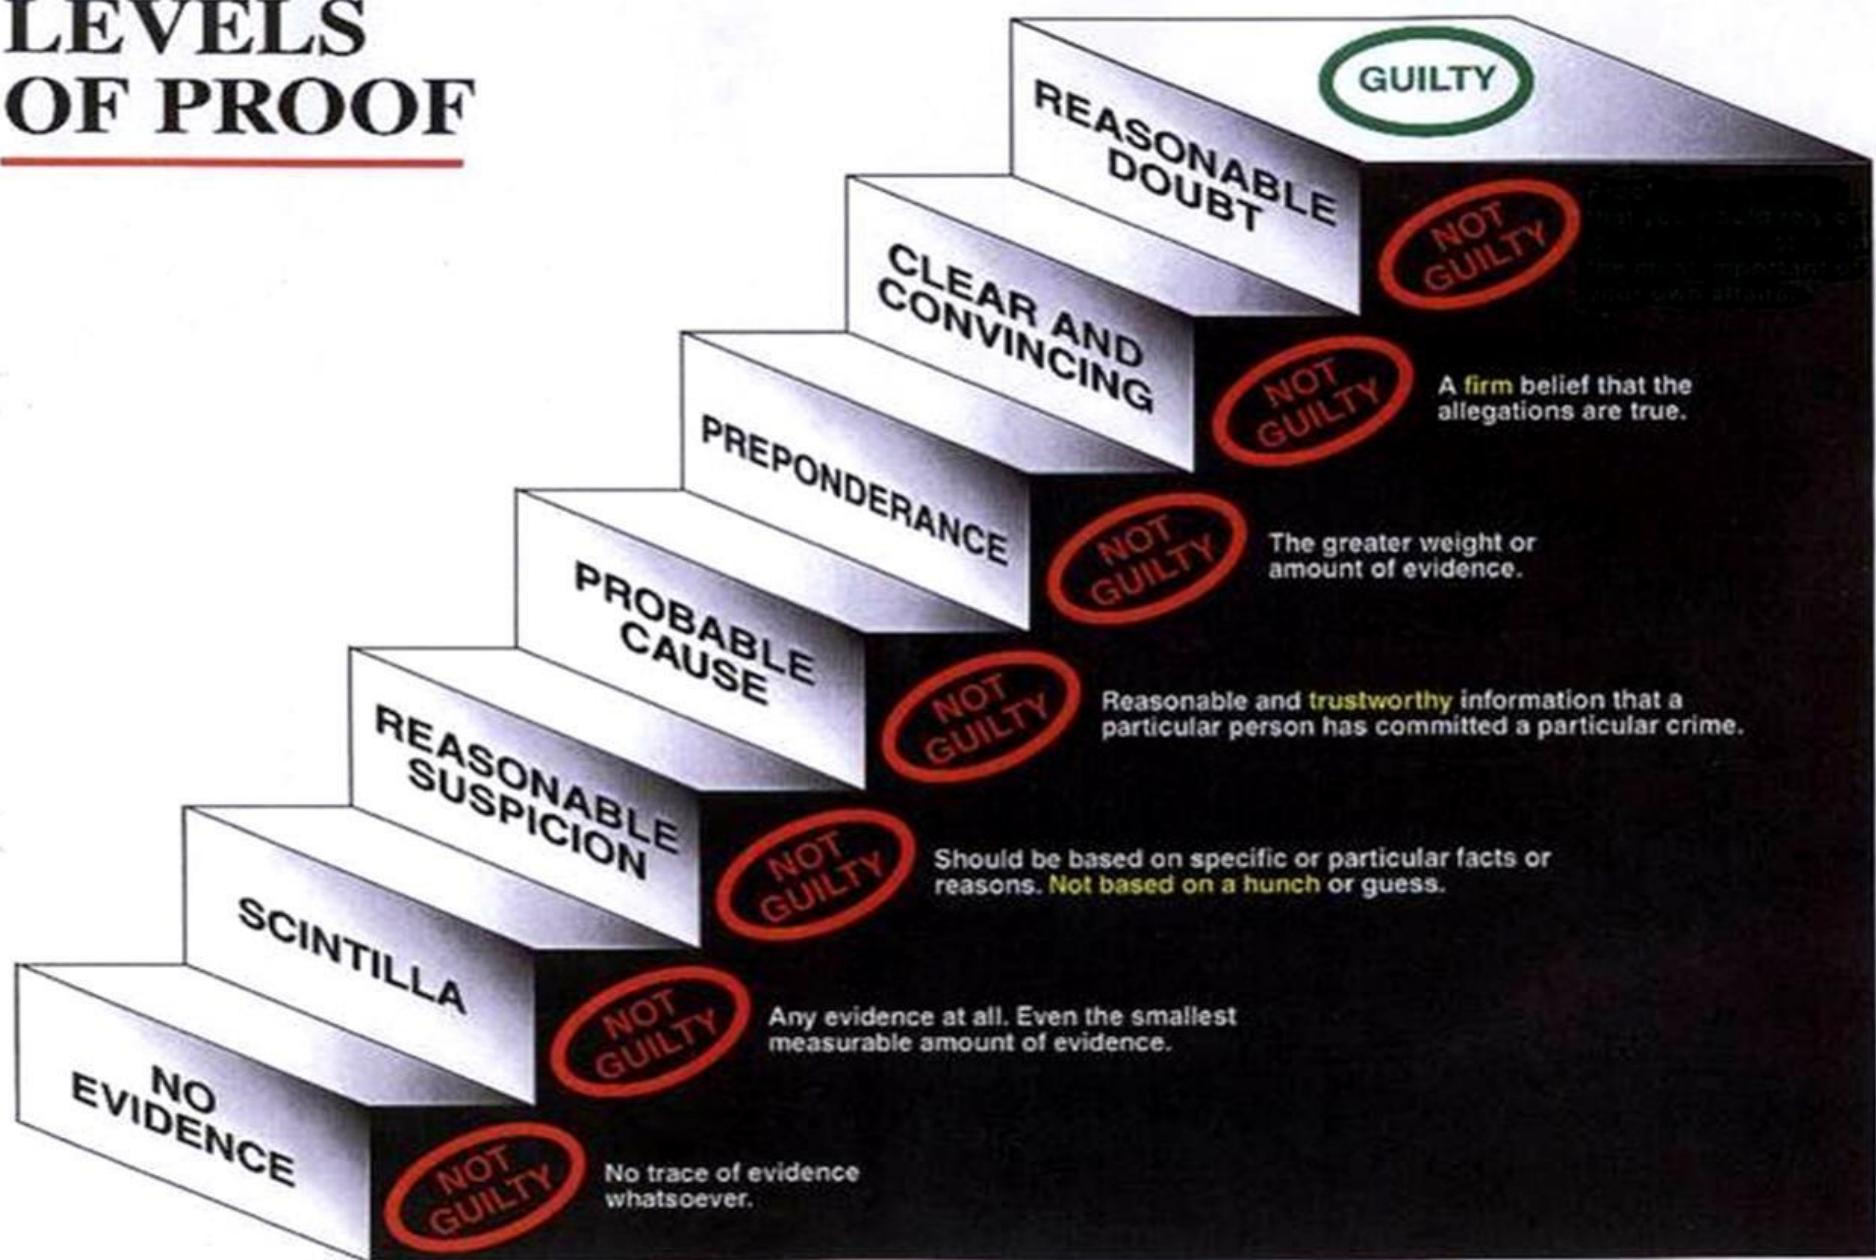 LEVELS
OF PROOF
GUILTY
REASONABLE
DOUBT
NOT
GUILTY
CLEAR AND
CONVINCING
NOT
GUILTY
A firm belief that the
allegations are true.
PREPONDERANCE
NOT
GUILTY
The greater weight or
amount of evidence.
PROBABLE
CAUSE
NOT
GUILTY
Reasonable and trustworthy information that a
particular person has committed a particular crime.
REASONABLE
SUSPICION
NOT
GUILTY
Should be based on specific or particular facts or
reasons. Not based on a hunch or guess.
SCINTILLA
NOT
GUILTY
Any evidence at all. Even the smallest
measurable amount of evidence.
NO
EVIDENCE
NOT
GUILTY
No trace of evidence
whatsoever.